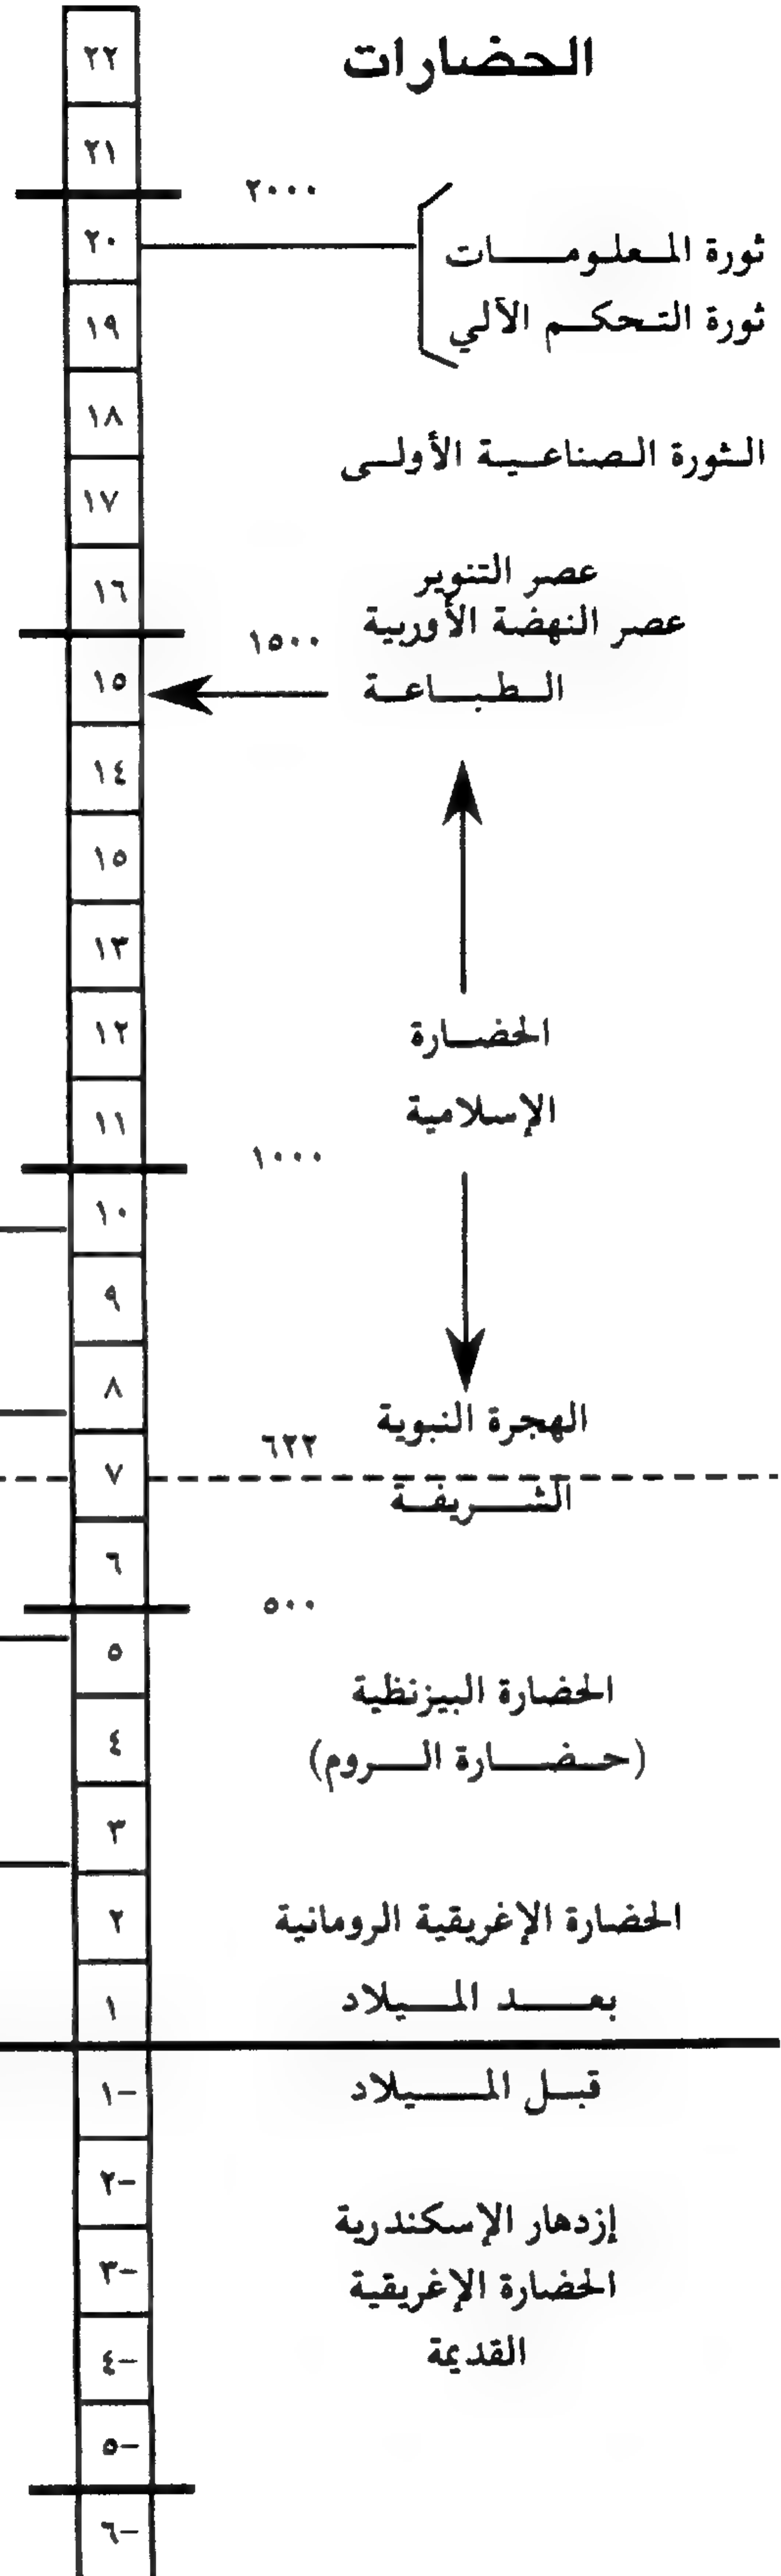 الحضارات
٢٢
٢١
٢٠٠٠
ثورة المعلومات
٢٠
ثورة التحكم الآلي
١٩
١٨
الثورة الصناعية الأولى
١٧
عصر التنوير
١٦
عصر النهضة الأوربية
١٥٠٠
الطباعة
١٥
١٤
١٥
١٣
الحضارة
١٢
الإسلامية
١١
١٠٠٠
١٠
٩
٨
الهجرة النبوية
٦٢٢
٧
الشريفة
٦
٥٠٠
٥
الحضارة البيزنظية
٤
(حضارة الروم)
٣
الحضارة الإغريقية الرومانية
٢
بعد الميلاد
١
قبل الميلاد
-١
-٢
إزدهار الإسكندرية
-٣
الحضارة الإغريقية
القديمة
-٤
-٥
-٦